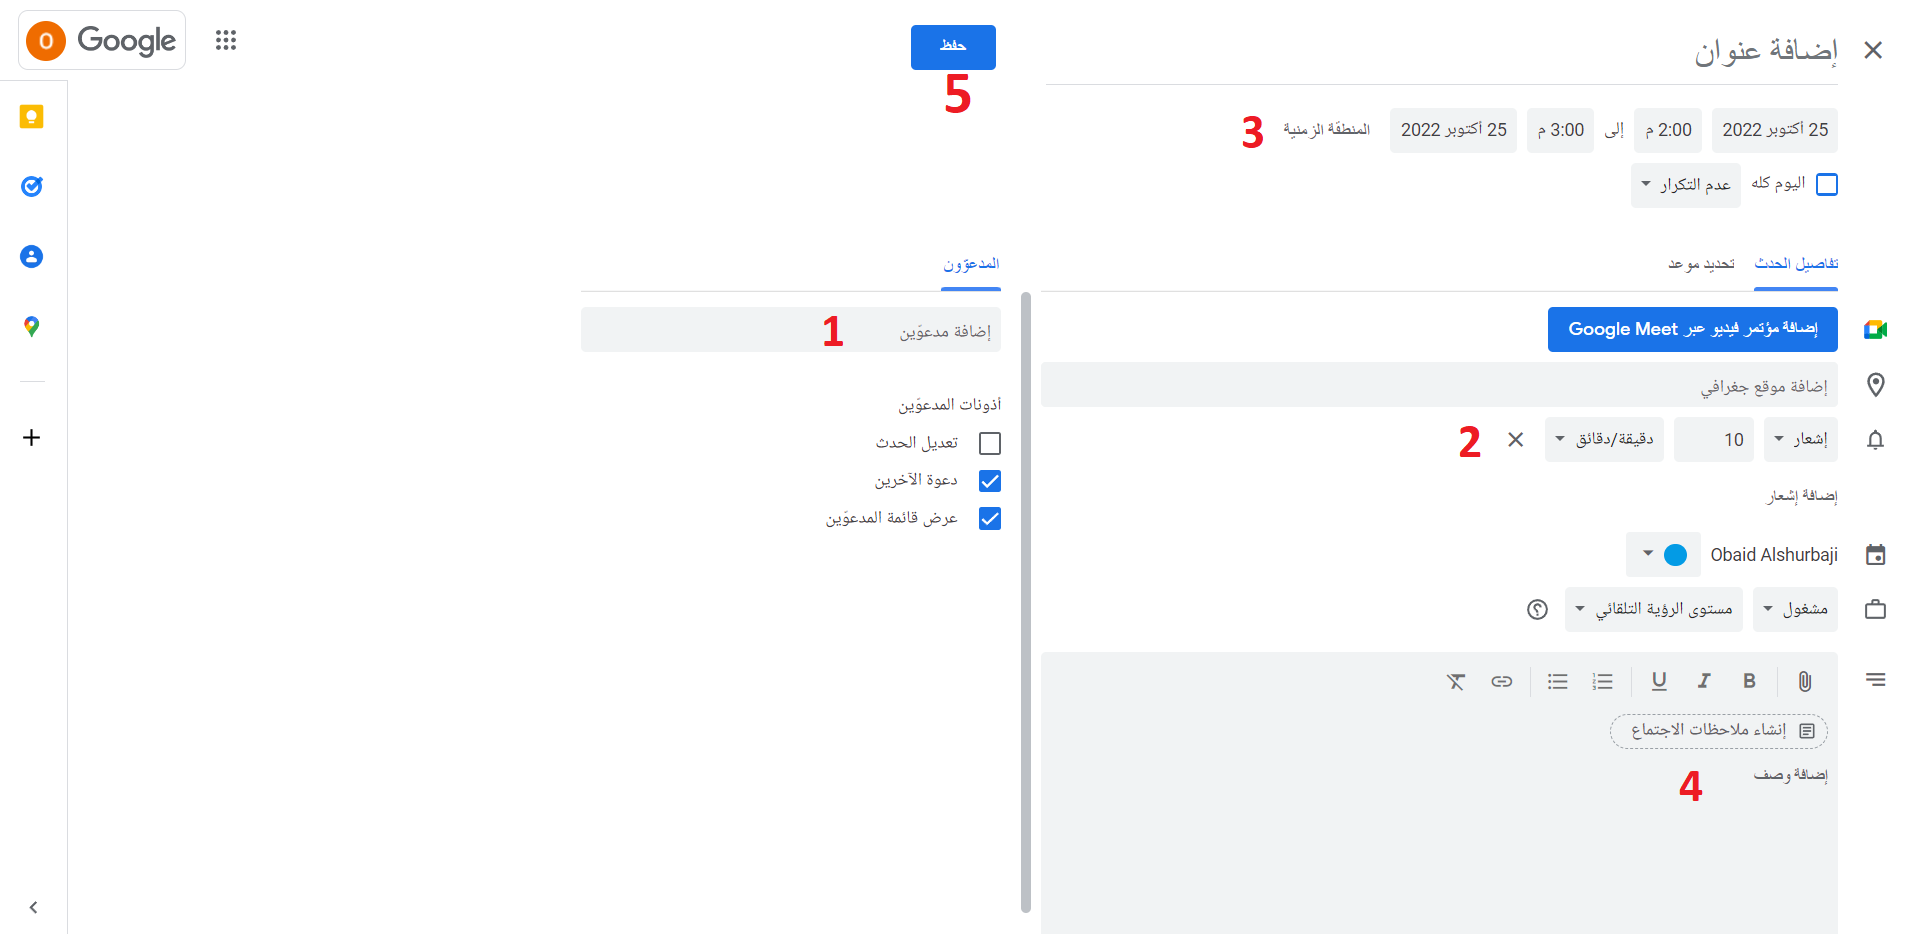 إضافة عنوان
حفظ
5
Google
O
25 أكتوبر 2022
2:00 م
إلى
3:00 م
25 أكتوبر 2022
المنطقة الزمنية
3
اليوم كله
عدم التكرار
تفاصيل الحدث
تحديد موعد
إضافة مؤتمر فيديو عبر Google Meet
إضافة موقع جغرافي
إشعار
10
دقيقة/دقائق
2
إضافة إشعار
Obaid Alshurbaji
مشغول
مستوى الرؤية التلقائي
B I U
إنشاء ملاحظات الاجتماع
إضافة وصف
4
المدعوّون
إضافة مدعوّين
1
أذونات المدعوّين
تعديل الحدث
دعوة الآخرين
عرض قائمة المدعوّين